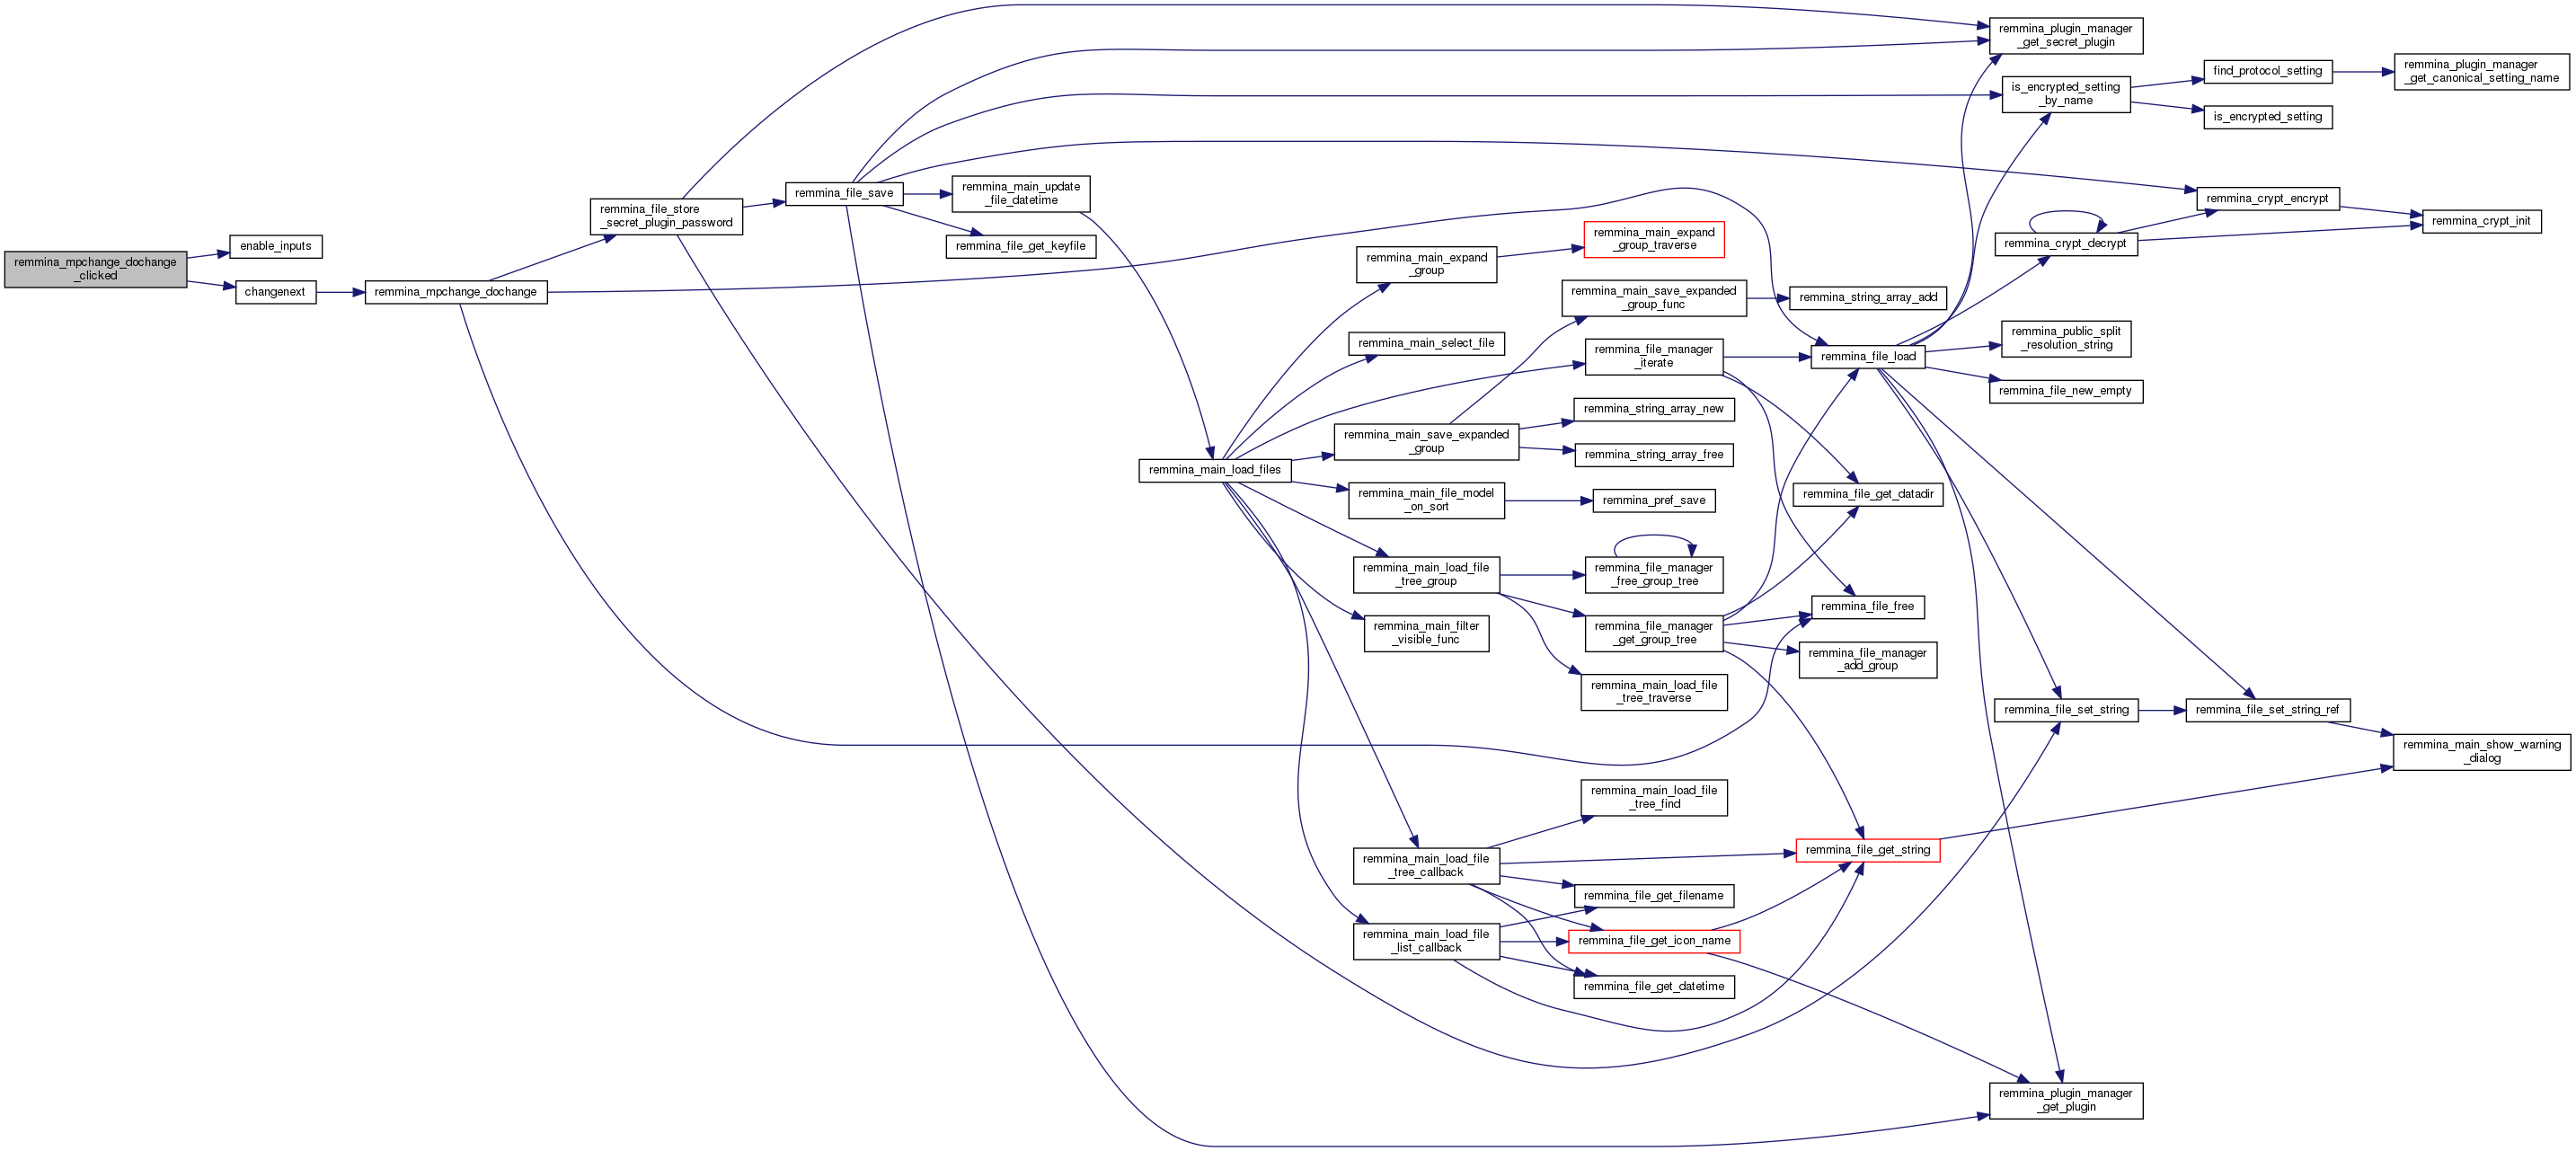 remmina_mpchange_dochange
_clicked
enable_inputs
changenext
remmina_mpchange_dochange
remmina_file_store
_secret_plugin_password
remmina_file_save
remmina_main_update
_file_datetime
remmina_file_get_keyfile
remmina_main_load_files
remmina_main_expand
_group
remmina_main_select_file
remmina_main_save_expanded
_group
remmina_main_file_model
_on_sort
remmina_main_load_file
_tree_group
remmina_main_filter
_visible_func
remmina_main_load_file
_tree_callback
remmina_main_load_file
_list_callback
remmina_main_expand
_group_traverse
remmina_main_save_expanded
_group_func
remmina_file_manager
_iterate
remmina_string_array_new
remmina_string_array_free
remmina_pref_save
remmina_file_manager
_free_group_tree
remmina_file_manager
_get_group_tree
remmina_main_load_file
_tree_traverse
remmina_main_load_file
_tree_find
remmina_file_get_filename
remmina_file_get_icon_name
remmina_file_get_datetime
remmina_string_array_add
remmina_file_load
remmina_file_get_datadir
remmina_file_free
remmina_file_manager
_add_group
remmina_file_get_string
remmina_plugin_manager
_get_secret_plugin
is_encrypted_setting
_by_name
remmina_crypt_decrypt
remmina_public_split
_resolution_string
remmina_file_new_empty
remmina_file_set_string
remmina_plugin_manager
_get_plugin
find_protocol_setting
is_encrypted_setting
remmina_crypt_encrypt
remmina_file_set_string_ref
remmina_plugin_manager
_get_canonical_setting_name
remmina_crypt_init
remmina_main_show_warning
_dialog